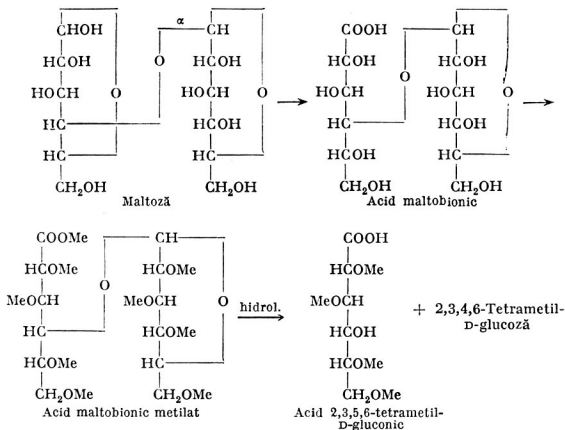 α
CHOH CH COOH CH
HCOH O HCOH HCOH HCOH
HOCH O HOCH O HOCH O HOCH O
HC HCOH HC HCOH
HC HC HCOH HC
CH₂OH CH₂OH CH₂OH CH₂OH
Maltoză Acid maltobionic
COOMe CH COOH
HCOMe O HCOMe HCOMe
MeOCH MeOCH O hidrol. MeOCH + 2,3,4,6-Tetrametil-
D-glucoză
HC HCOMe HCOH
HCOMe HC HCOMe
CH₂OMe CH₂OMe CH₂OMe
Acid maltobionic metilat Acid 2,3,5,6-tetrametil-
D-gluconic